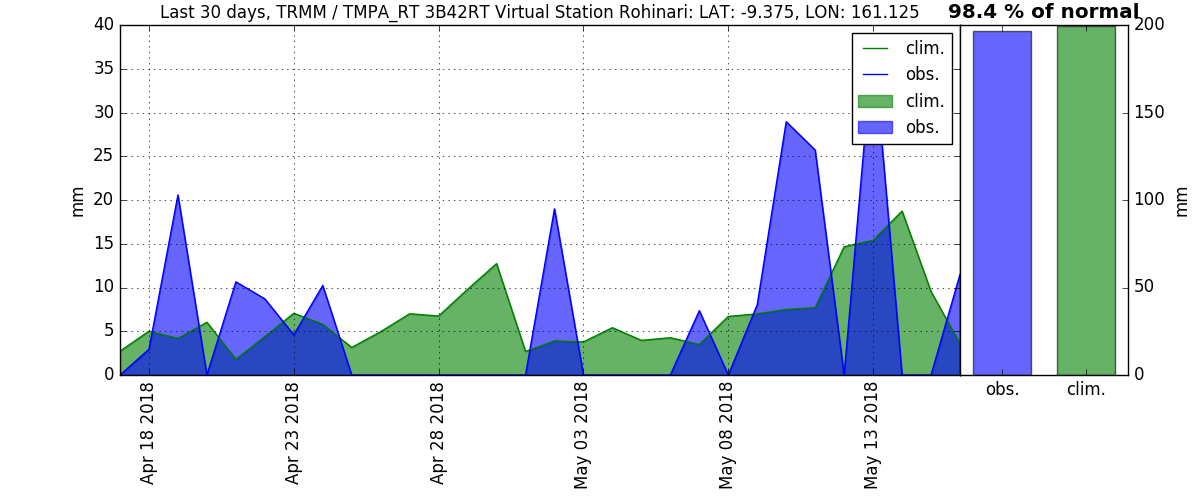 Last 30 days, TRMM / TMPA_RT 3B42RT Virtual Station Rohinari: LAT: -9.375, LON: 161.125
98.4 % of normal
40
35
30
25
20
15
10
5
0
mm
clim.
obs.
clim.
obs.
200
150
100
50
0
mm
Apr 18 2018
Apr 23 2018
Apr 28 2018
May 03 2018
May 08 2018
May 13 2018
obs.
clim.